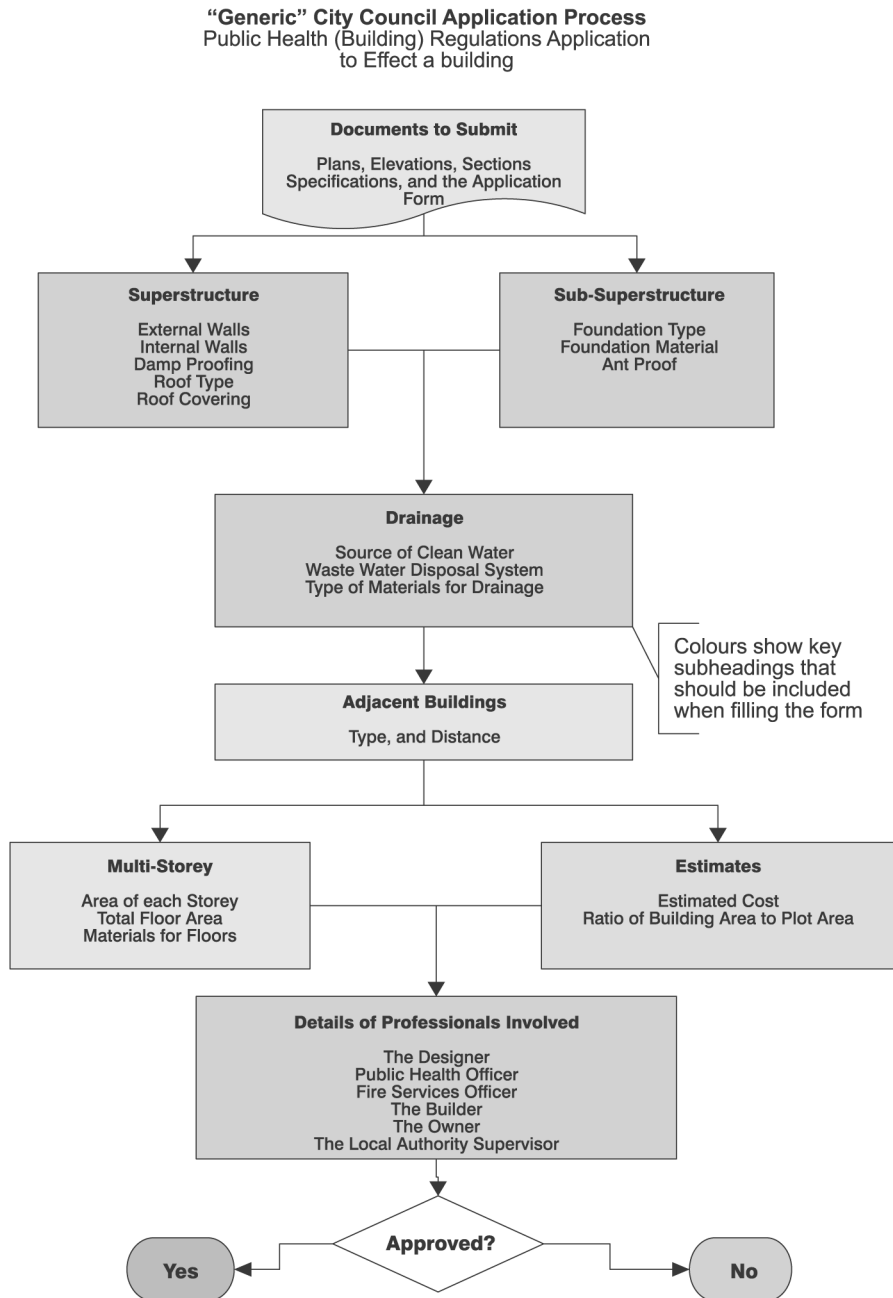 “Generic” City Council Application Process
Public Health (Building) Regulations Application
to Effect a building
Documents to Submit
Plans, Elevations, Sections
Specifications, and the Application
Form
Superstructure
External Walls
Internal Walls
Damp Proofing
Roof Type
Roof Covering
Sub-Superstructure
Foundation Type
Foundation Material
Ant Proof
Drainage
Source of Clean Water
Waste Water Disposal System
Type of Materials for Drainage
Colours show key
subheadings that
should be included
when filling the form
Adjacent Buildings
Type, and Distance
Multi-Storey
Area of each Storey
Total Floor Area
Materials for Floors
Estimates
Estimated Cost
Ratio of Building Area to Plot Area
Details of Professionals Involved
The Designer
Public Health Officer
Fire Services Officer
The Builder
The Owner
The Local Authority Supervisor
Approved?
Yes
No